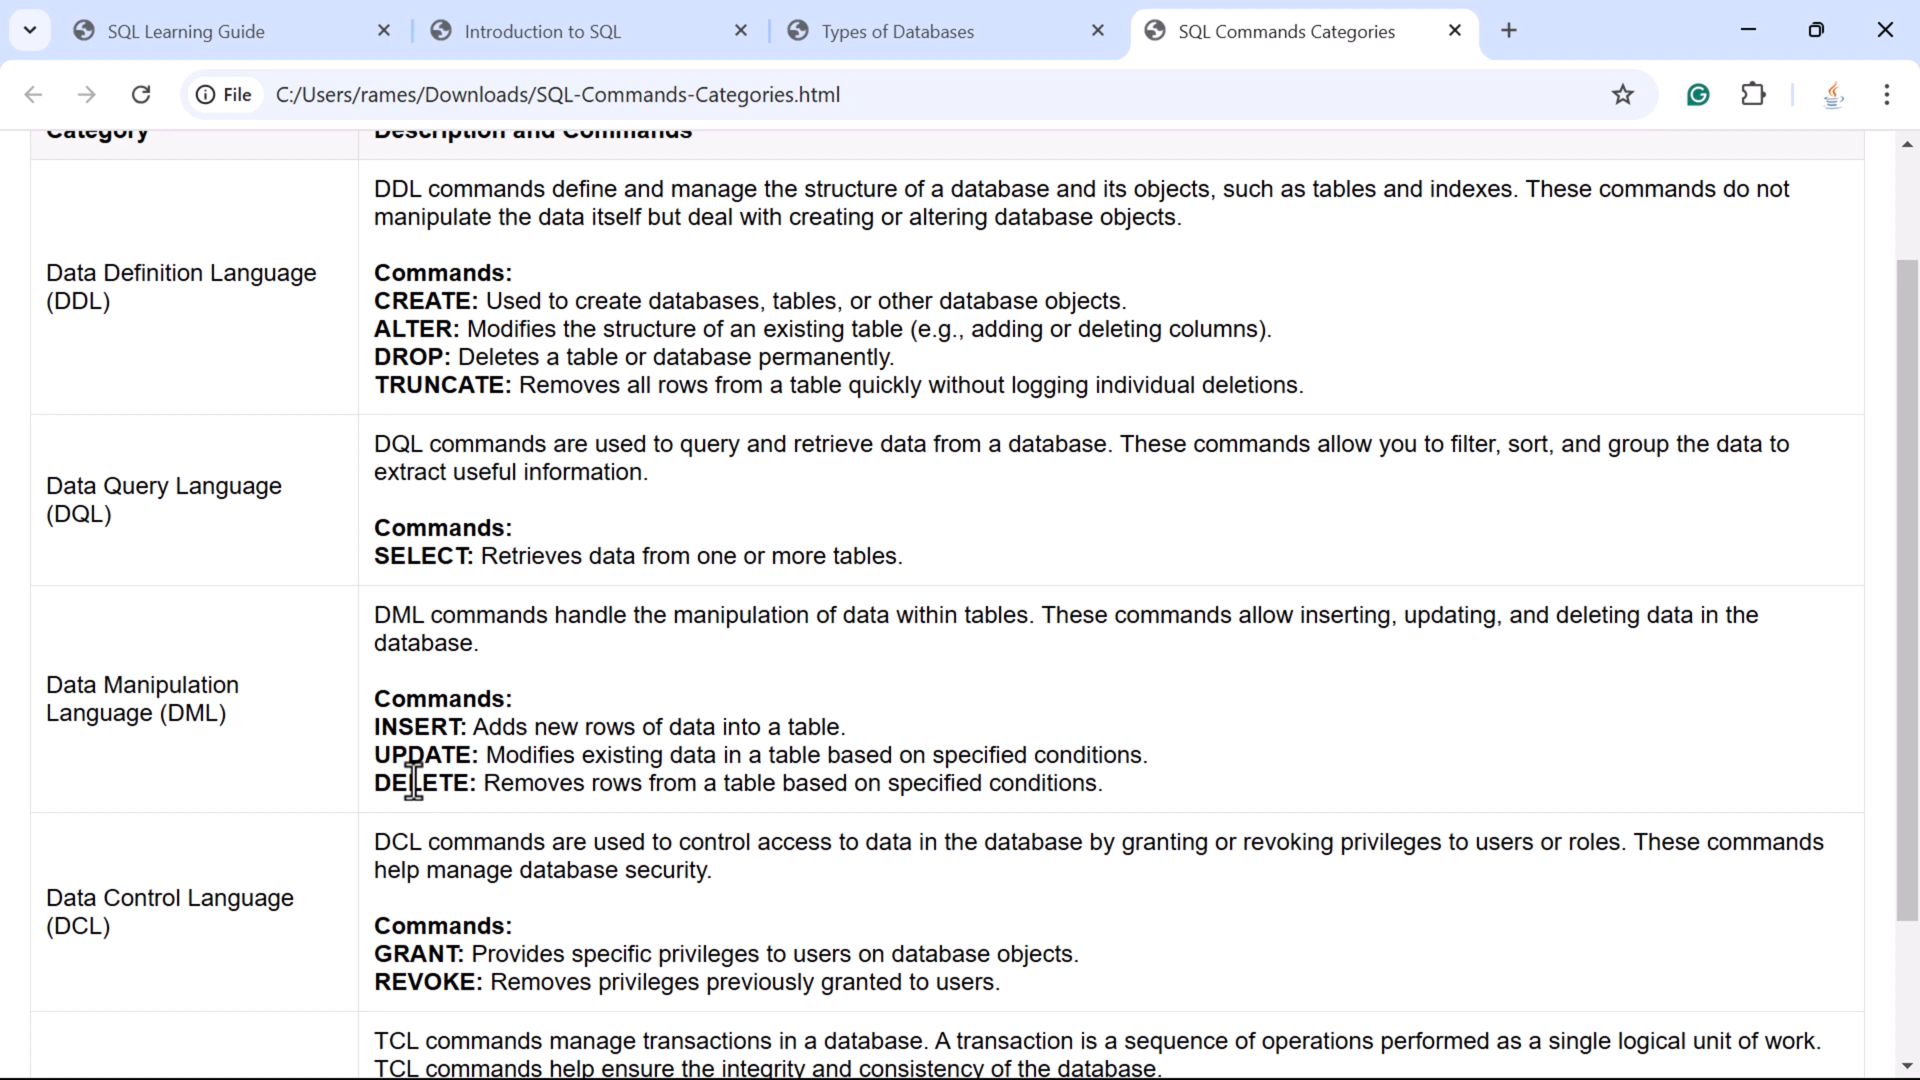 SQL Learning Guide
Introduction to SQL
Types of Databases
SQL Commands Categories
File
C:/Users/rames/Downloads/SQL-Commands-Categories.html
Category
Description and Commands
Data Definition Language
(DDL)
DDL commands define and manage the structure of a database and its objects, such as tables and indexes. These commands do not
manipulate the data itself but deal with creating or altering database objects.
Commands:
CREATE: Used to create databases, tables, or other database objects.
ALTER: Modifies the structure of an existing table (e.g., adding or deleting columns).
DROP: Deletes a table or database permanently.
TRUNCATE: Removes all rows from a table quickly without logging individual deletions.
Data Query Language
(DQL)
DQL commands are used to query and retrieve data from a database. These commands allow you to filter, sort, and group the data to
extract useful information.
Commands:
SELECT: Retrieves data from one or more tables.
Data Manipulation
Language (DML)
DML commands handle the manipulation of data within tables. These commands allow inserting, updating, and deleting data in the
database.
Commands:
INSERT: Adds new rows of data into a table.
UPDATE: Modifies existing data in a table based on specified conditions.
DELETE: Removes rows from a table based on specified conditions.
Data Control Language
(DCL)
DCL commands are used to control access to data in the database by granting or revoking privileges to users or roles. These commands
help manage database security.
Commands:
GRANT: Provides specific privileges to users on database objects.
REVOKE: Removes privileges previously granted to users.
TCL commands manage transactions in a database. A transaction is a sequence of operations performed as a single logical unit of work.
TCL commands help ensure the integrity and consistency of the database.